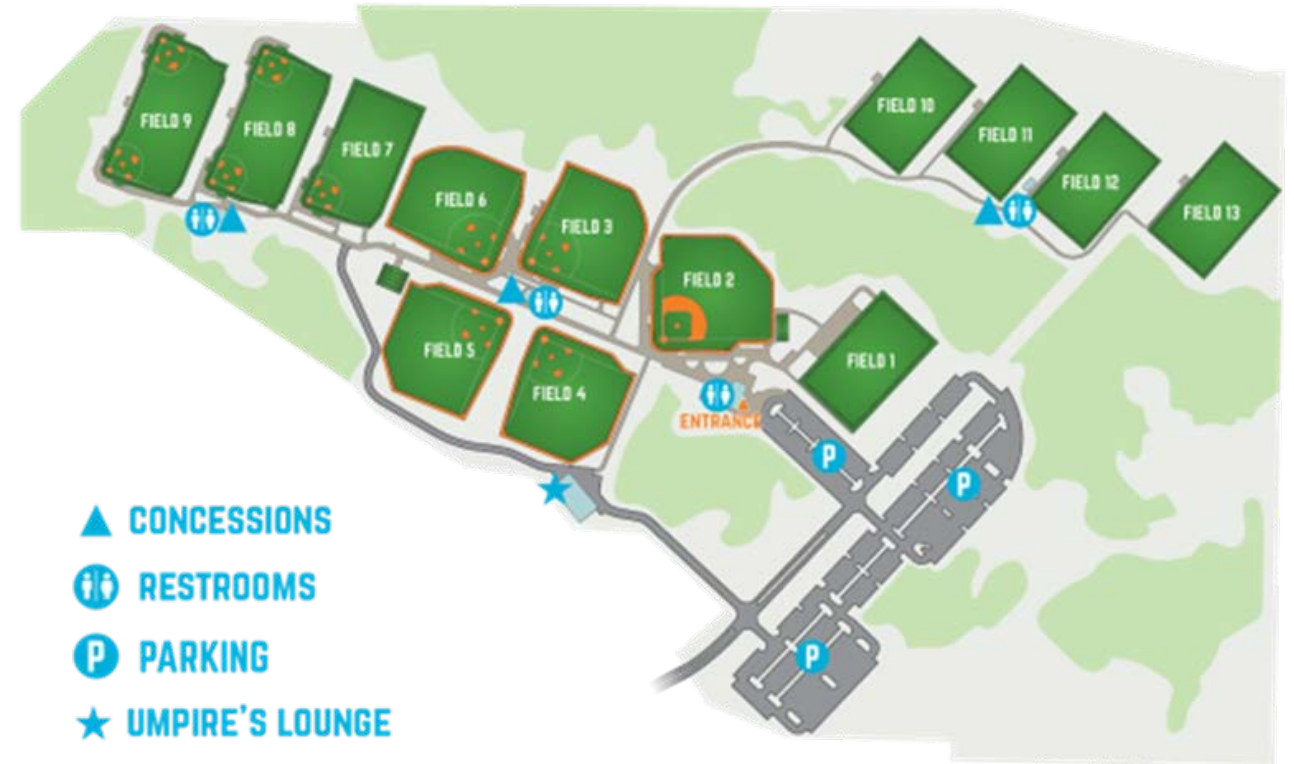 FIELD 9
FIELD 8
FIELD 7
FIELD 6
FIELD 3
FIELD 2
FIELD 10
FIELD 11
FIELD 12
FIELD 13
FIELD 5
FIELD 4
FIELD 1
ENTRANCE
P
P
P
CONCESSIONS
RESTROOMS
P PARKING
UMPIRE'S LOUNGE